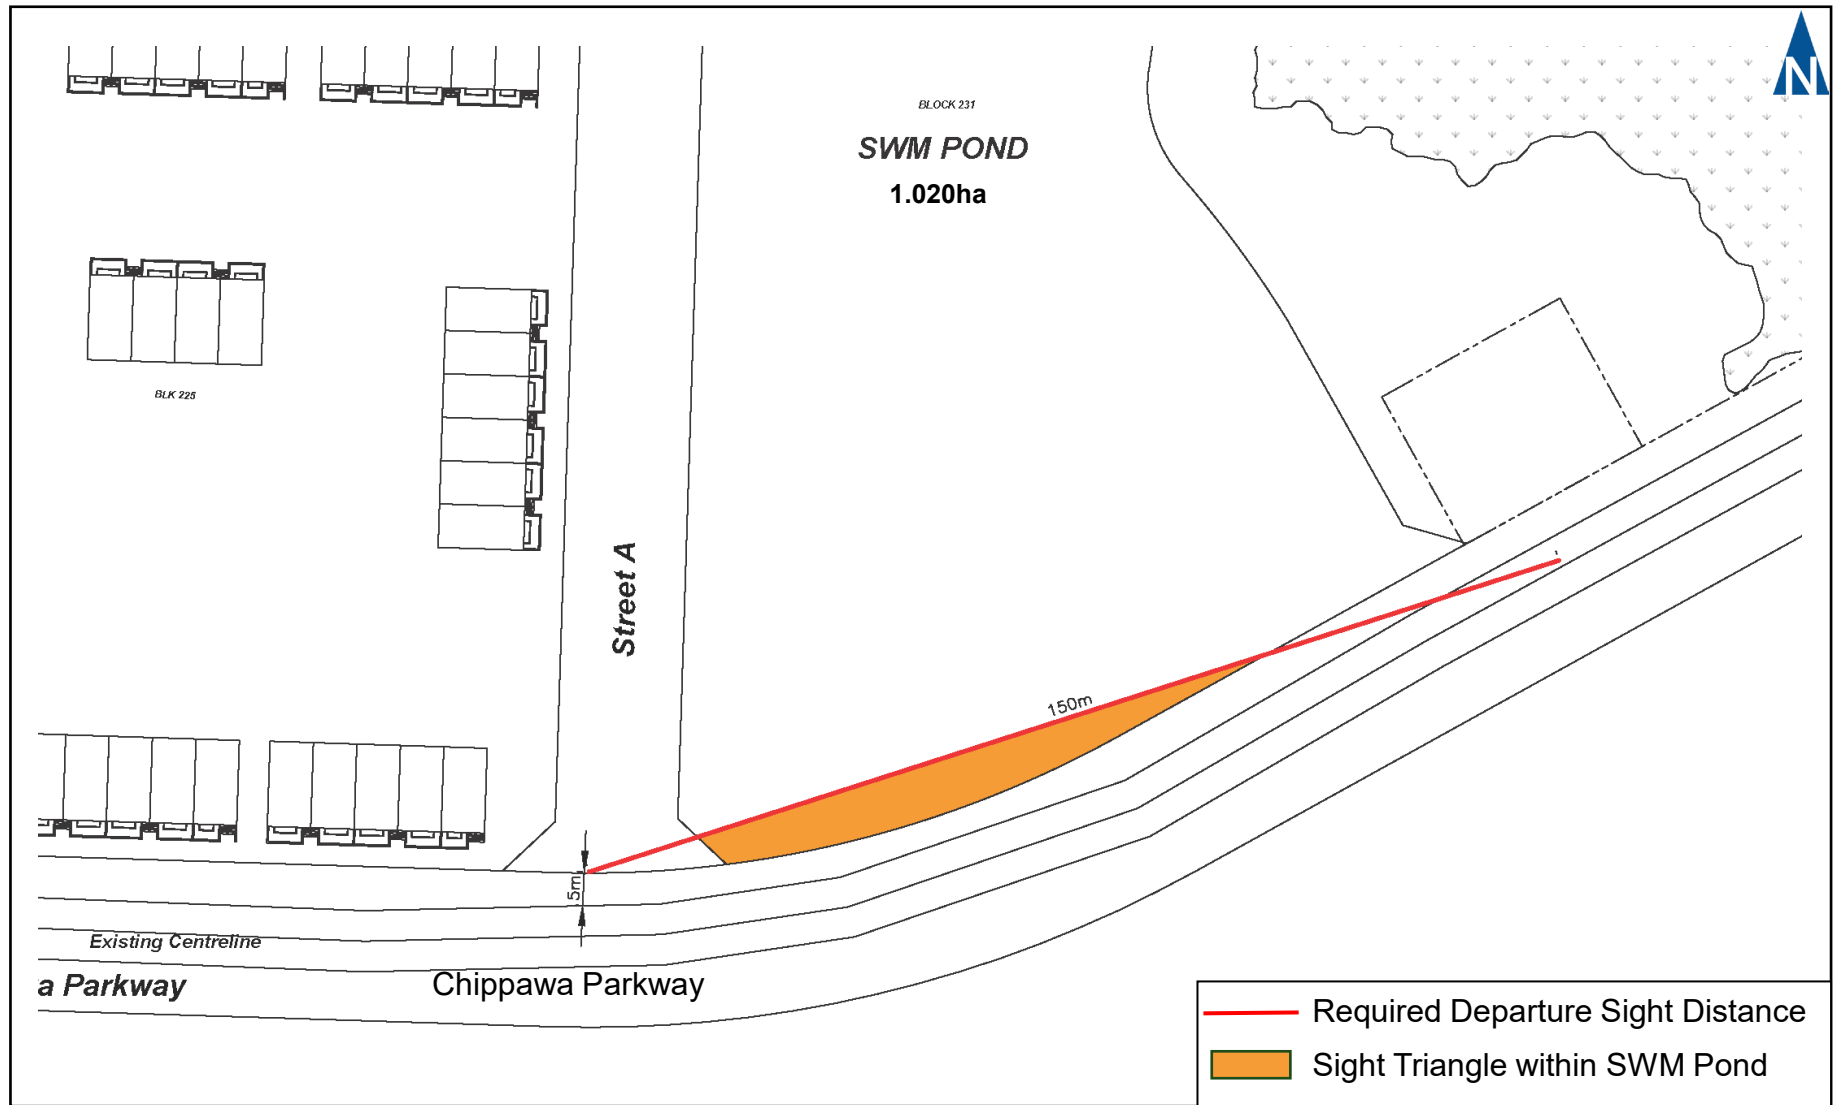 N
BLOCK 231
SWM POND
1.020ha
BLK 225
Street A
150m
5m
Existing Centreline
a Parkway
Chippawa Parkway
Required Departure Sight Distance
Sight Triangle within SWM Pond